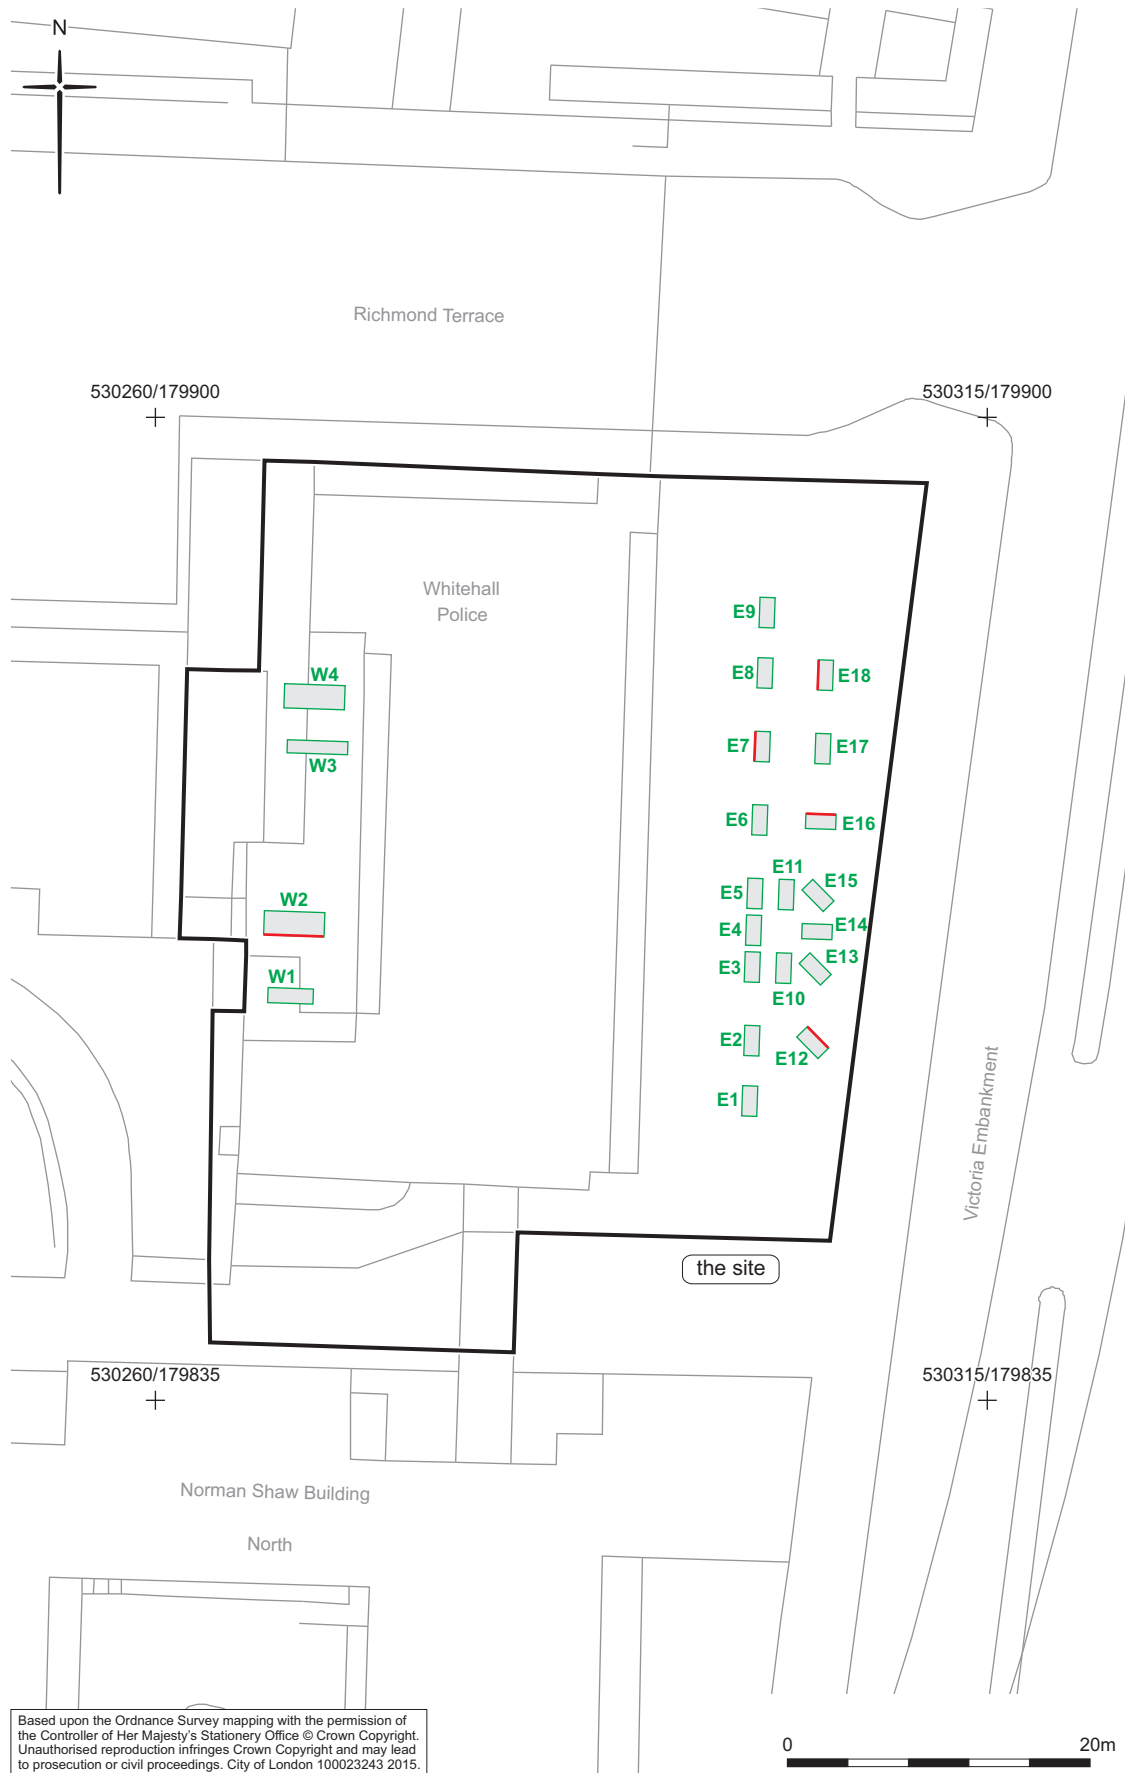 N
Richmond Terrace
530260/179900
530315/179900
Whitehall
Police
E9
W4
E8
E18
W3
E7
E17
E6
E16
E11
E15
W2
E5
E4
E14
E3
E13
W1
E10
E2
E12
E1
Victoria Embankment
the site
530260/179835
530315/179835
Norman Shaw Building
North
Based upon the Ordnance Survey mapping with the permission of
the Controller of Her Majesty's Stationery Office © Crown Copyright.
Unauthorised reproduction infringes Crown Copyright and may lead
to prosecution or civil proceedings. City of London 100023243 2015.
0
20m